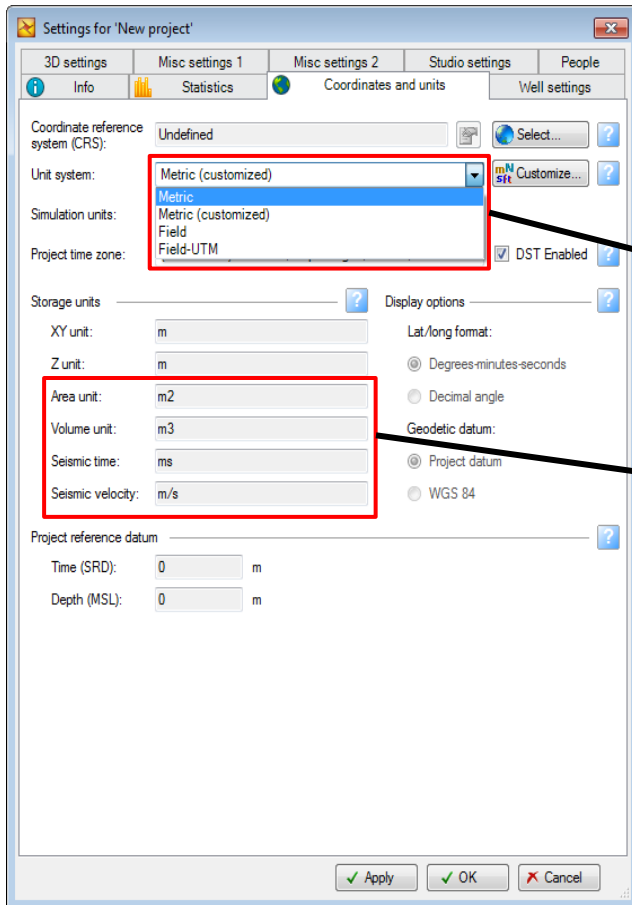 Settings for 'New project'
3D settings Misc settings 1 Misc settings 2 Studio settings People
Info Statistics Coordinates and units Well settings
Coordinate reference
system (CRS): Undefined Select... ?
Unit system: Metric (customized) mN
Sft Customize... ?
Metric
Simulation units: Metric (customized)
Field
Project time zone: Field-UTM DST Enabled ?
Storage units ? Display options ?
XY unit: m Lat/long format:
Z unit: m Degrees-minutes-seconds
Area unit: m2 Decimal angle
Volume unit: m3 Geodetic datum:
Seismic time: ms Project datum
Seismic velocity: m/s WGS 84
Project reference datum ?
Time (SRD): 0 m
Depth (MSL): 0 m
Apply OK Cancel